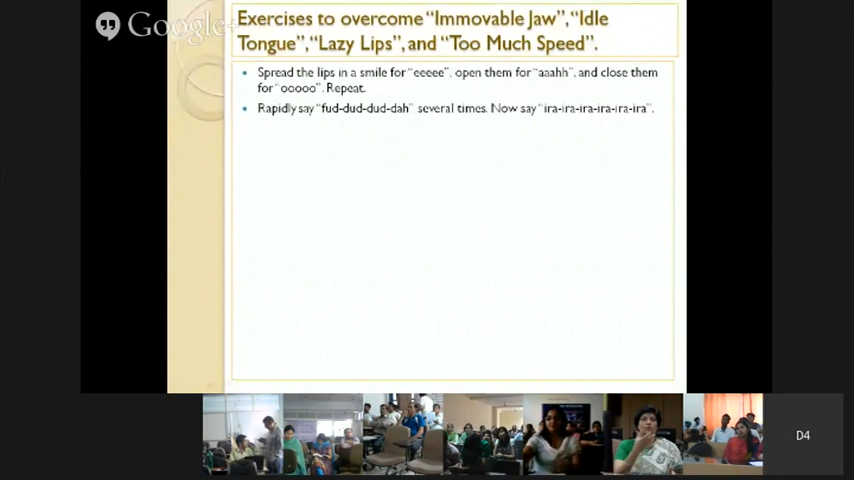 Google+
Exercises to overcome “Immovable Jaw”, “Idle
Tongue”, “Lazy Lips”, and “Too Much Speed”.
• Spread the lips in a smile for “eeeee”, open them for “aaahh”, and close them
for “ooooo”. Repeat.
• Rapidly say “fud-dud-dud-dah” several times. Now say “ira-ira-ira-ira-ira-ira”.
D4